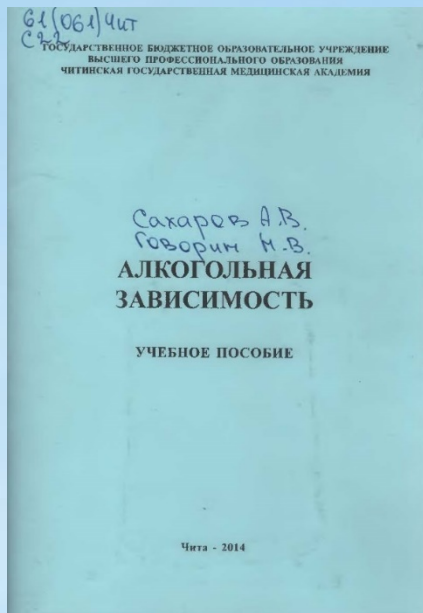 61(061)Чит
С22
ГОСУДАРСТВЕННОЕ БЮДЖЕТНОЕ ОБРАЗОВАТЕЛЬНОЕ УЧРЕЖДЕНИЕ
ВЫСШЕГО ПРОФЕССИОНАЛЬНОГО ОБРАЗОВАНИЯ
ЧИТИНСКАЯ ГОСУДАРСТВЕННАЯ МЕДИЦИНСКАЯ АКАДЕМИЯ
Сахаров А.В.
Говорин Н.В.
АЛКОГОЛЬНАЯ
ЗАВИСИМОСТЬ
УЧЕБНОЕ ПОСОБИЕ
Чита - 2014